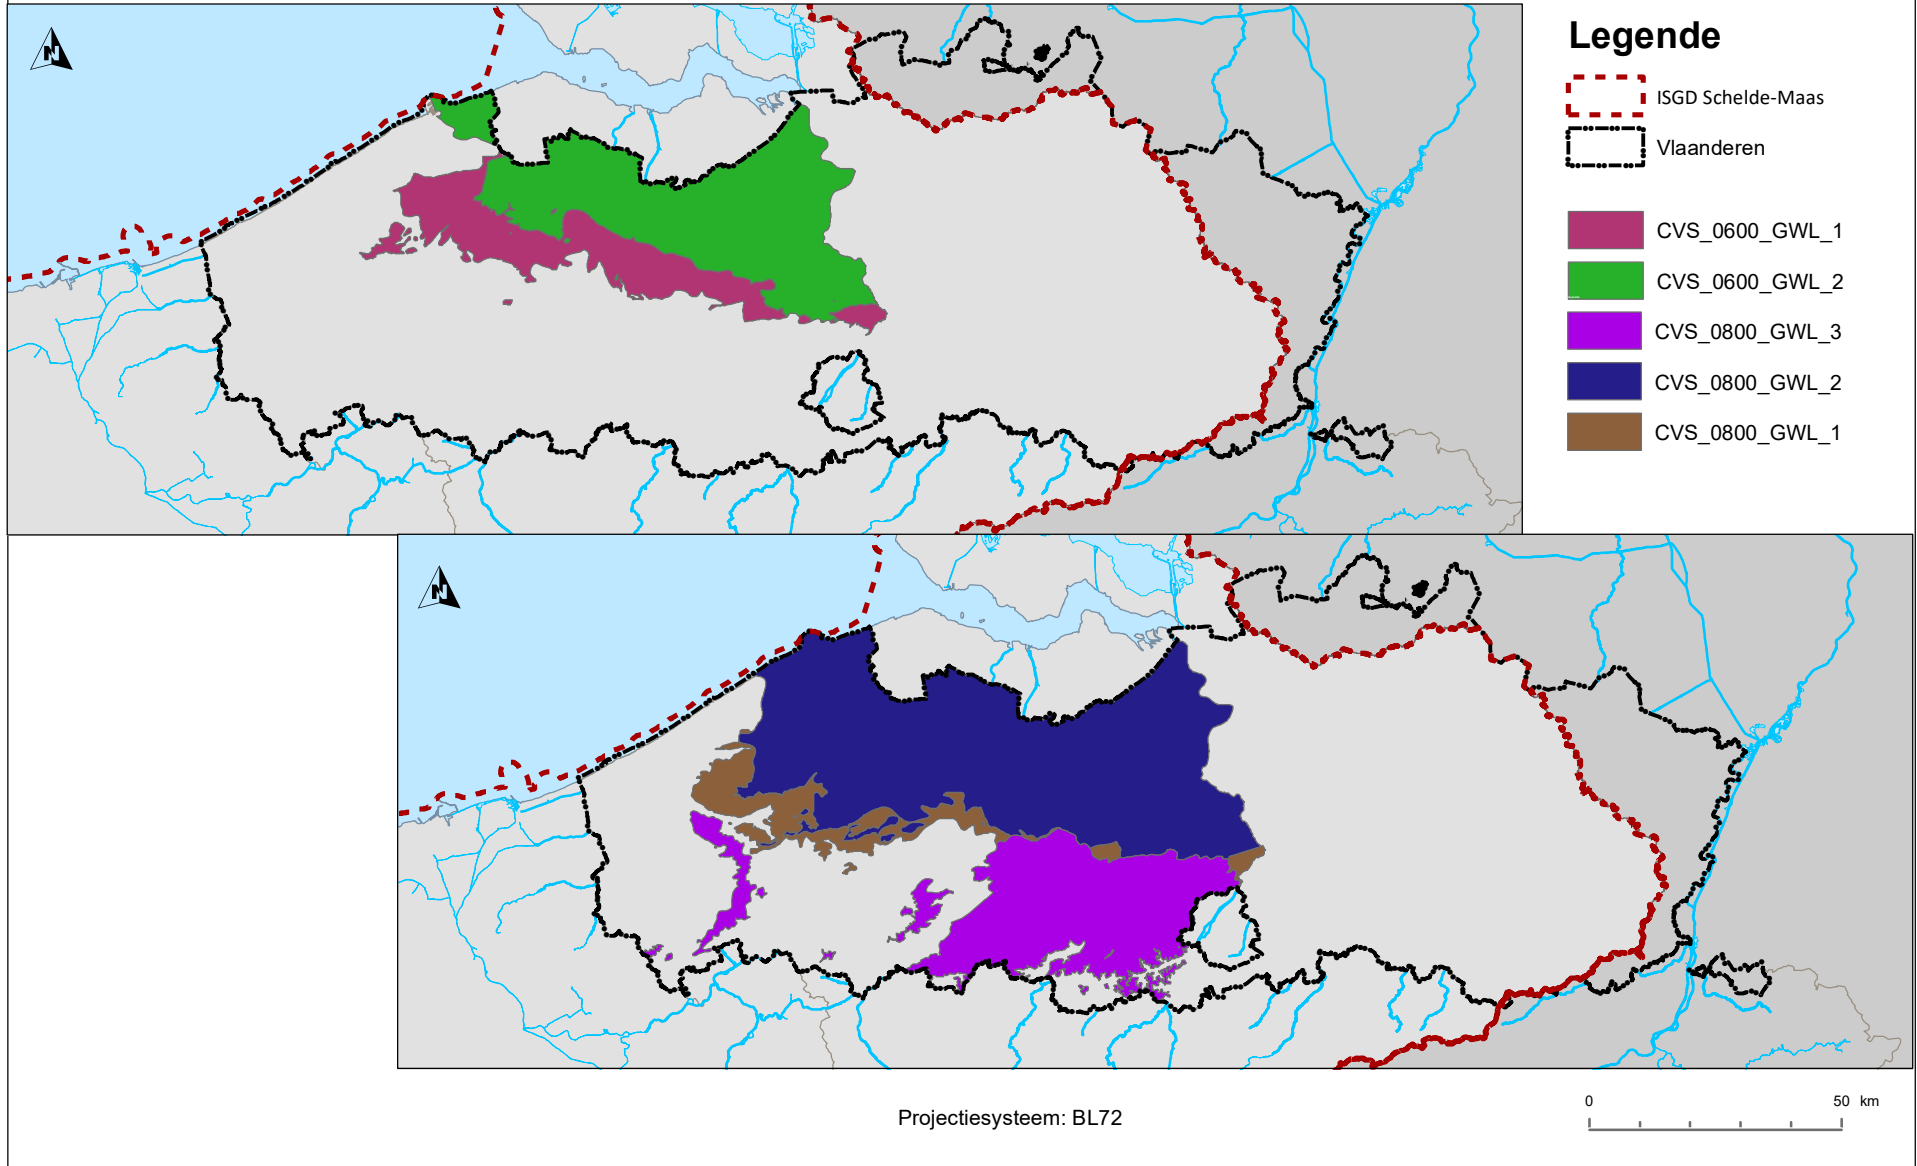 N
Legende
ISGD Schelde-Maas
Vlaanderen
CVS_0600_GWL_1
CVS_0600_GWL_2
CVS_0800_GWL_3
CVS_0800_GWL_2
CVS_0800_GWL_1
N
Projectiesysteem: BL72
0 50 km